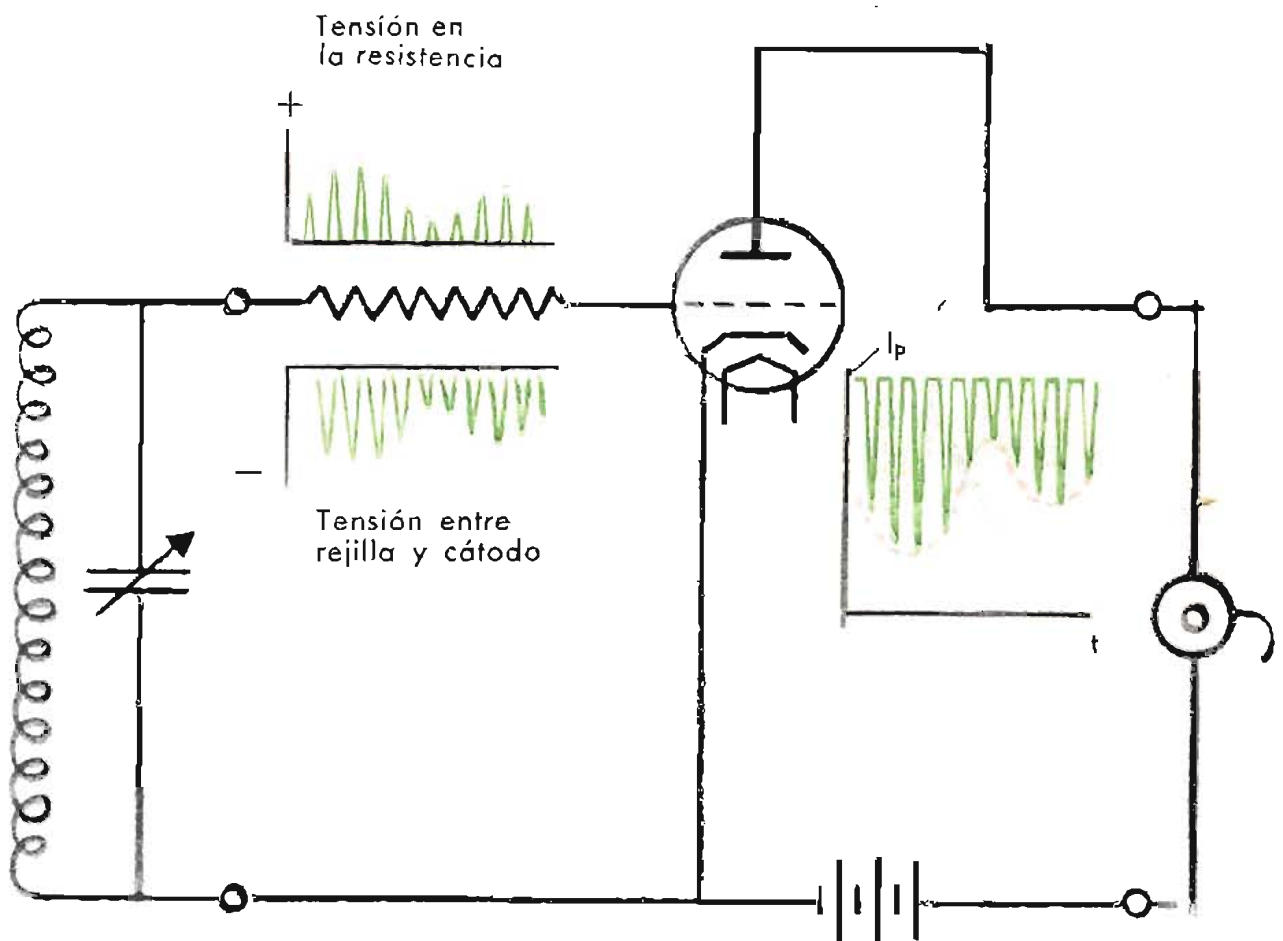 Tensión en
la resistencia
+
Ip
−
Tensión entre
rejilla y cátodo
t